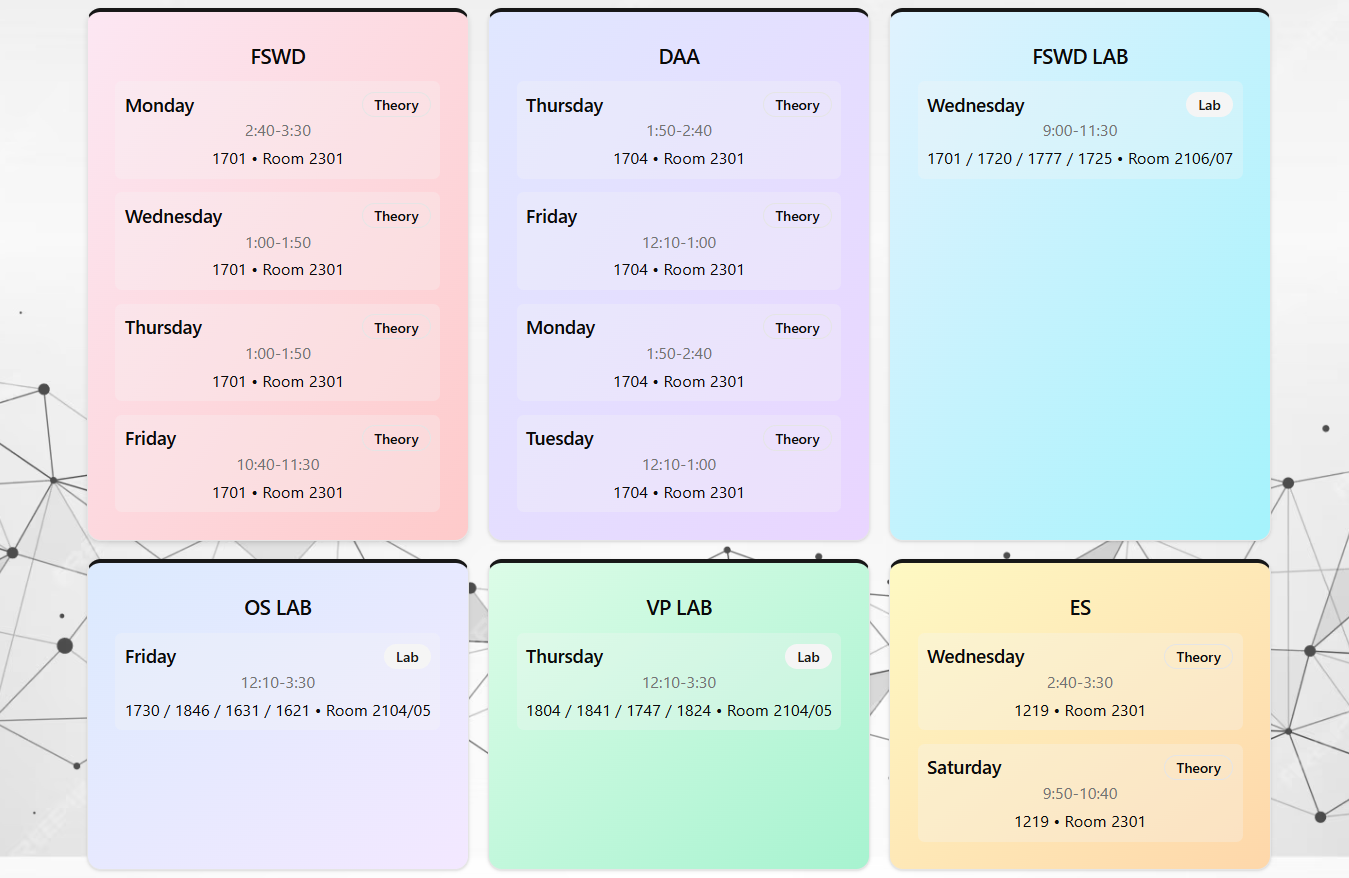 FSWD
Monday
Theory
2:40-3:30
1701 • Room 2301
Wednesday
Theory
1:00-1:50
1701 • Room 2301
Thursday
Theory
1:00-1:50
1701 • Room 2301
Friday
Theory
10:40-11:30
1701 • Room 2301
DAA
Thursday
Theory
1:50-2:40
1704 • Room 2301
Friday
Theory
12:10-1:00
1704 • Room 2301
Monday
Theory
1:50-2:40
1704 • Room 2301
Tuesday
Theory
12:10-1:00
1704 • Room 2301
FSWD LAB
Wednesday
Lab
9:00-11:30
1701 / 1720 / 1777 / 1725 • Room 2106/07
OS LAB
Friday
Lab
12:10-3:30
1730 / 1846 / 1631 / 1621 • Room 2104/05
VP LAB
Thursday
Lab
12:10-3:30
1804 / 1841 / 1747 / 1824 • Room 2104/05
ES
Wednesday
Theory
2:40-3:30
1219 • Room 2301
Saturday
Theory
9:50-10:40
1219 • Room 2301